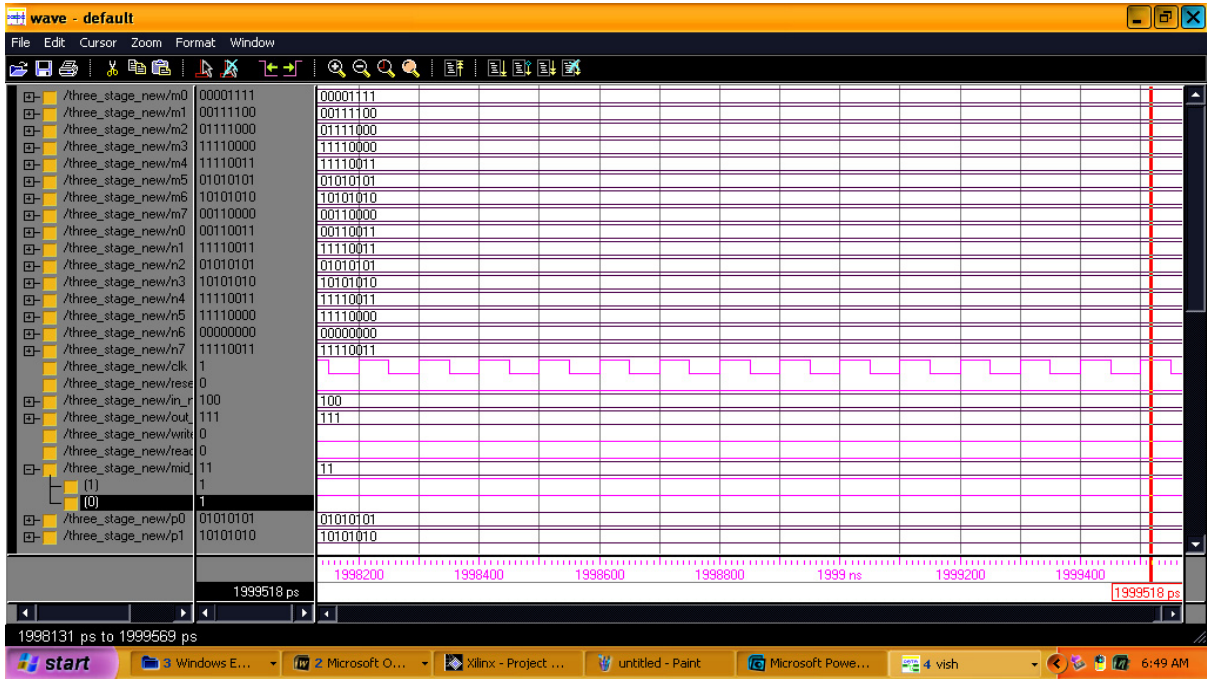 wave - default
File Edit Cursor Zoom Format Window
/three_stage_new/m0 00001111 00001111
/three_stage_new/m1 00111100 00111100
/three_stage_new/m2 01111000 01111000
/three_stage_new/m3 11110000 11110000
/three_stage_new/m4 11110011 11110011
/three_stage_new/m5 01010101 01010101
/three_stage_new/m6 10101010 10101010
/three_stage_new/m7 00110000 00110000
/three_stage_new/n0 00110011 00110011
/three_stage_new/n1 11110011 11110011
/three_stage_new/n2 01010101 01010101
/three_stage_new/n3 10101010 10101010
/three_stage_new/n4 11110011 11110011
/three_stage_new/n5 11110000 11110000
/three_stage_new/n6 00000000 00000000
/three_stage_new/n7 11110011 11110011
/three_stage_new/clk 1
/three_stage_new/rese 0
/three_stage_new/in_r 100 100
/three_stage_new/out_ 111 111
/three_stage_new/write 0
/three_stage_new/read 0
/three_stage_new/mid_ 11 11
(1) 1
(0) 1
/three_stage_new/p0 01010101 01010101
/three_stage_new/p1 10101010 10101010
1998200 1998400 1998600 1998800 1999 ns 1999200 1999400
1999518 ps 1999518 ps
1998131 ps to 1999569 ps
start 3 Windows E... 2 Microsoft O... Xilinx - Project ... untitled - Paint Microsoft Powe... 4 vish 6:49 AM